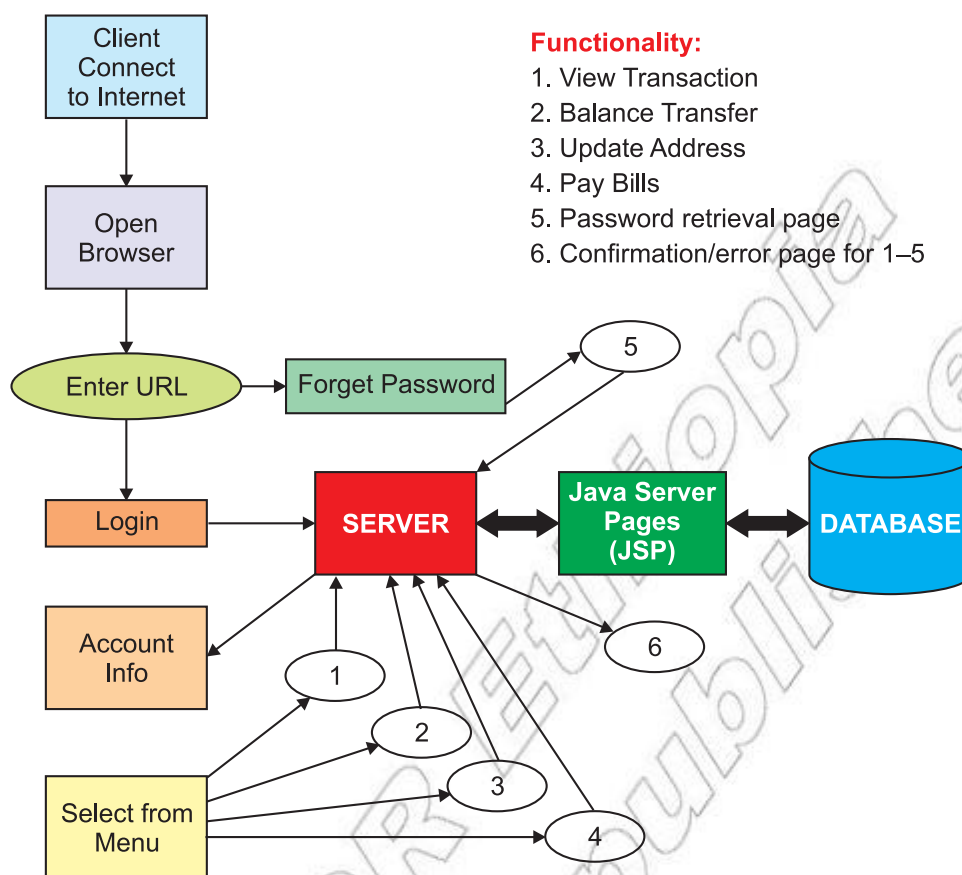 Client
Connect
to Internet
Functionality:
1. View Transaction
2. Balance Transfer
3. Update Address
4. Pay Bills
5. Password retrieval page
6. Confirmation/error page for 1–5
Open
Browser
5
Enter URL
Forget Password
Login
SERVER
Java Server
Pages
(JSP)
DATABASE
Account
Info
6
1
2
3
4
Select from
Menu
R Ethiopia